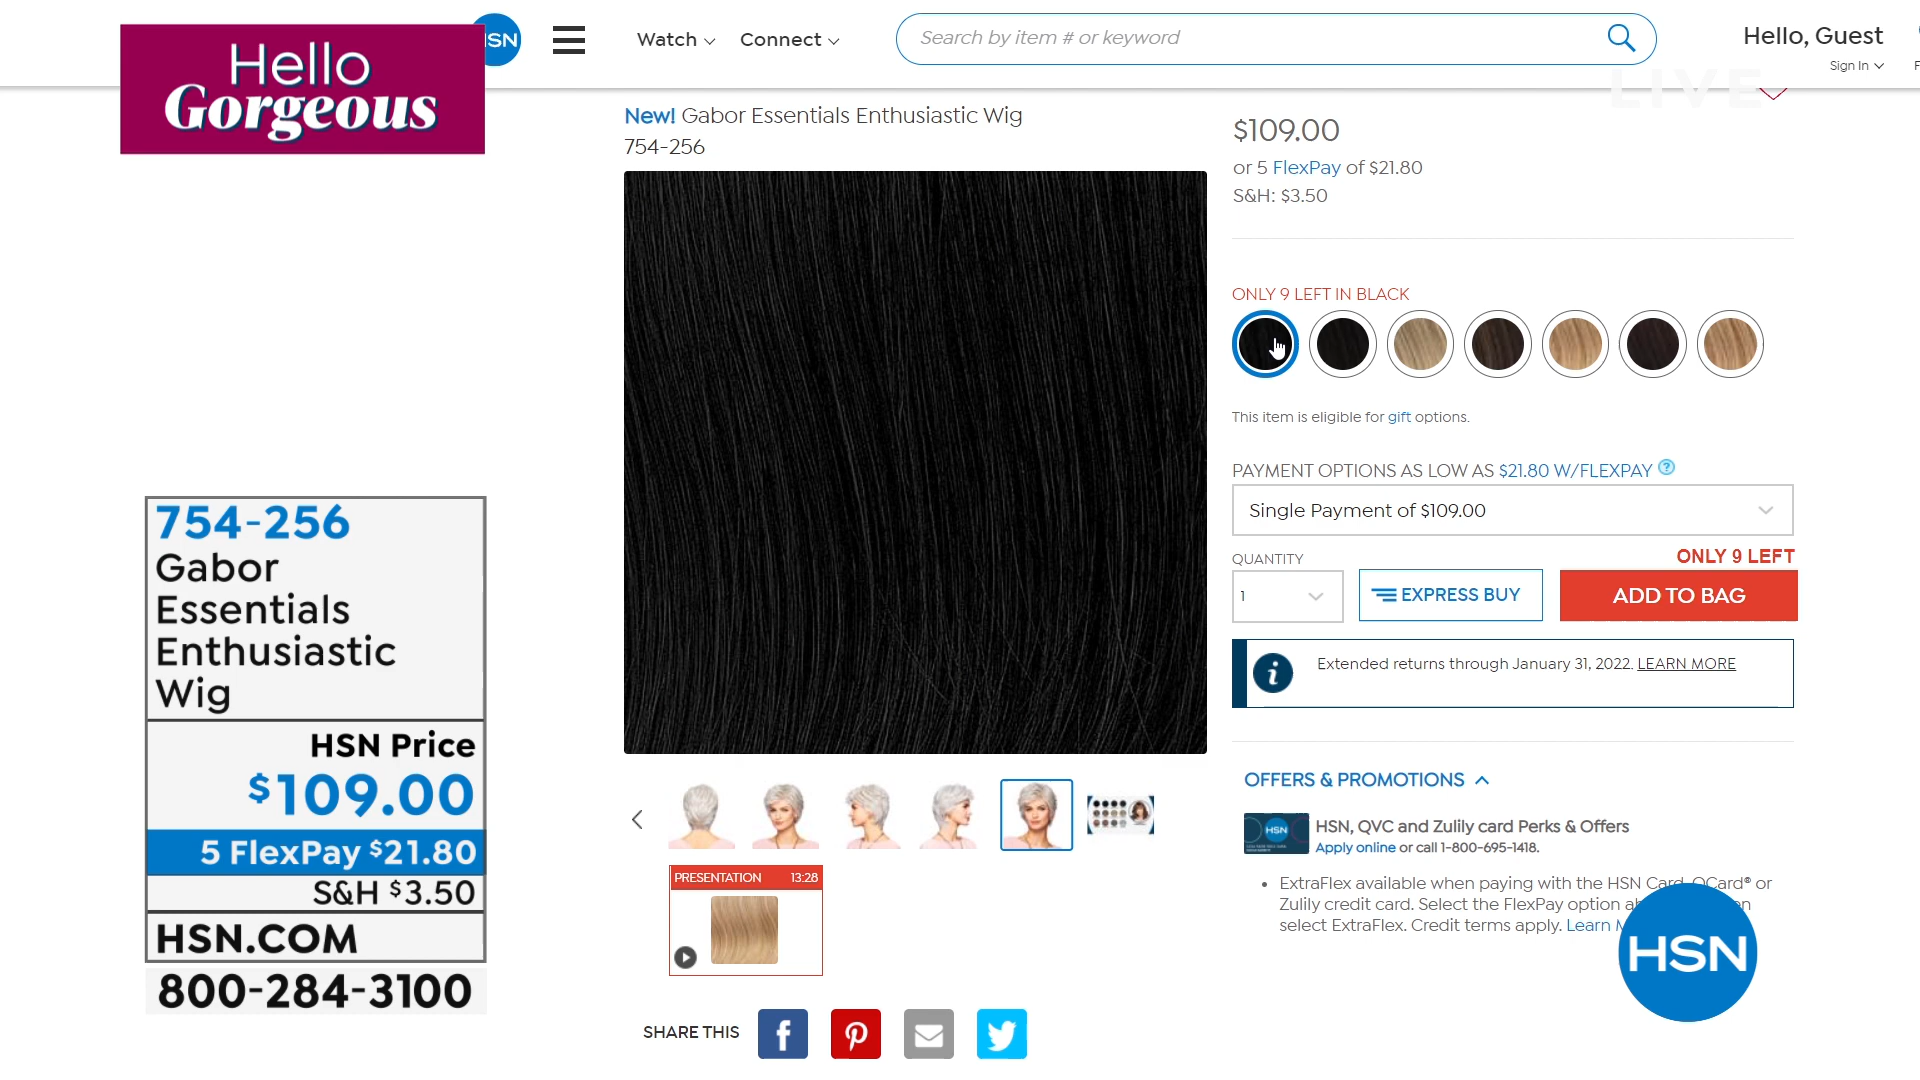 Hello
Gorgeous
HSN
Watch
Connect
Search by item # or keyword
Hello, Guest
Sign In
LIVE
New! Gabor Essentials Enthusiastic Wig
754-256
$109.00
or 5 FlexPay of $21.80
S&H: $3.50
ONLY 9 LEFT IN BLACK
This item is eligible for gift options.
PAYMENT OPTIONS AS LOW AS $21.80 W/FLEXPAY ?
Single Payment of $109.00
QUANTITY
ONLY 9 LEFT
1
EXPRESS BUY
ADD TO BAG
i
Extended returns through January 31, 2022. LEARN MORE
OFFERS & PROMOTIONS
HSN
HSN, QVC and Zulily card Perks & Offers
Apply online or call 1-800-695-1418.
• ExtraFlex available when paying with the HSN Card, QCard® or
Zulily credit card. Select the FlexPay option
select ExtraFlex. Credit terms apply. Learn
HSN
754-256
Gabor
Essentials
Enthusiastic
Wig
HSN Price
$109.00
5 FlexPay $21.80
S&H $3.50
HSN.COM
800-284-3100
PRESENTATION 13:28
SHARE THIS